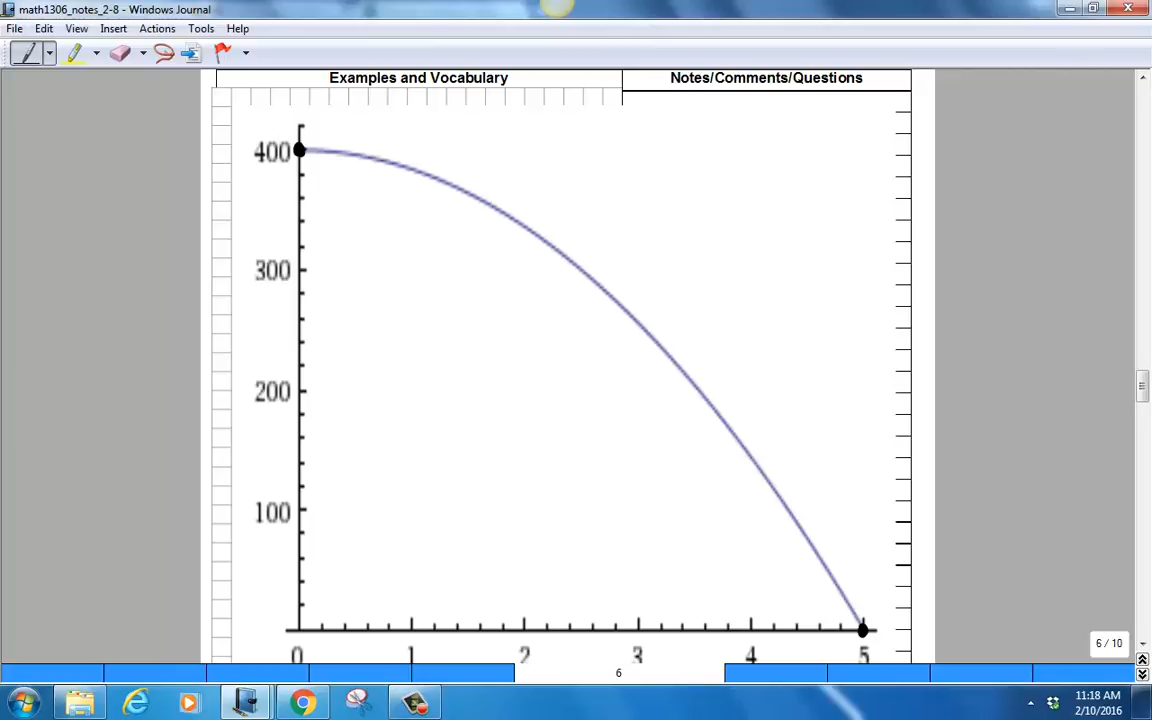 math1306_notes_2-8 - Windows Journal
File Edit View Insert Actions Tools Help
Examples and Vocabulary Notes/Comments/Questions
400
300
200
100
0 1 2 3 4 5
6 / 10
6
11:18 AM
2/10/2016